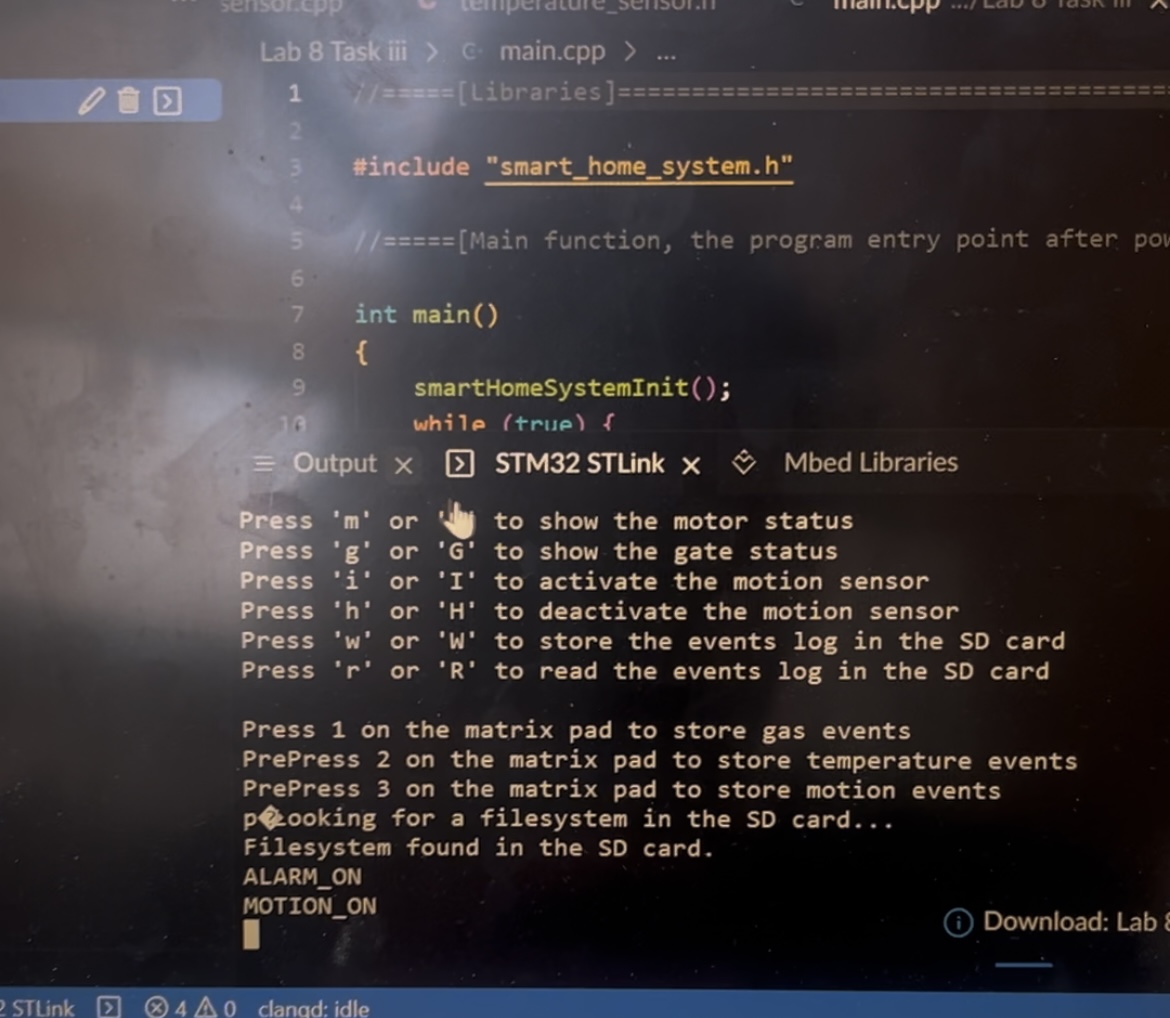 sensor.cpp temperature_sensor.h main.cpp .../Lab 8 Task iii
Lab 8 Task iii > main.cpp > ...
1 //=====[Libraries]=====================================
2
3 #include "smart_home_system.h"
4
5 //=====[Main function, the program entry point after
6
7 int main()
8 {
9 smartHomeSystemInit();
10 while (true) {
Output STM32 STLink Mbed Libraries
Press 'm' or to show the motor status
Press 'g' or 'G' to show the gate status
Press 'i' or 'I' to activate the motion sensor
Press 'h' or 'H' to deactivate the motion sensor
Press 'w' or 'W' to store the events log in the SD card
Press 'r' or 'R' to read the events log in the SD card
Press 1 on the matrix pad to store gas events
PrePress 2 on the matrix pad to store temperature events
PrePress 3 on the matrix pad to store motion events
p�ooking for a filesystem in the SD card...
Filesystem found in the SD card.
ALARM_ON
MOTION_ON
Download: Lab 8
2 STLink 4 0 clangd: idle